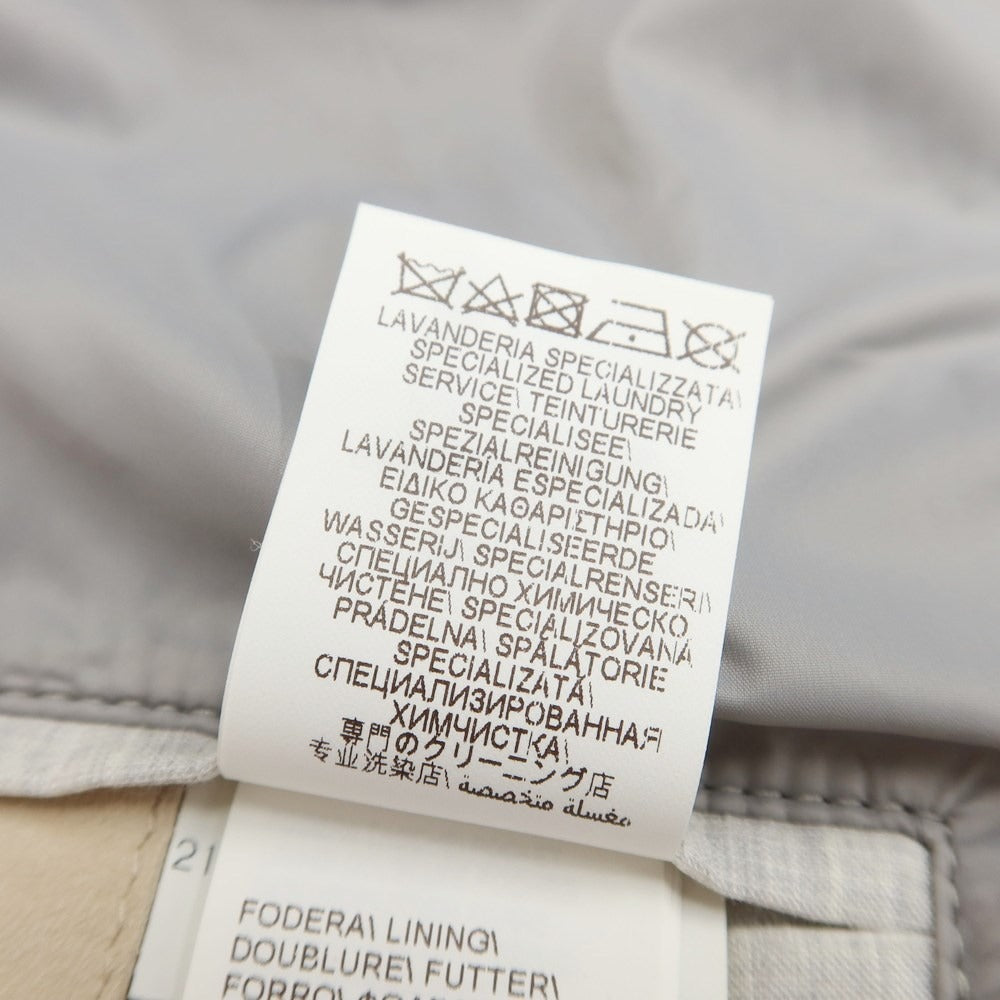 LAVANDERIA SPECIALIZZATA\
SPECIALIZED LAUNDRY
SERVICE\ TEINTURERIE
SPECIALISEE\
SPEZIALREINIGUNG\
LAVANDERÍA ESPECIALIZADA\
ΕΙΔΙΚΟ ΚΑΘΑΡΙΣΤΗΡΙΟ\
GESPECIALISEERDE
WASSERIJ\ SPECIALRENSERI\
СПЕЦИАЛНО ХИМИЧЕСКО
ЧИСТЕНЕ\ SPECIALIZOVANÁ
PRÁDELNA\ SPĂLĂTORIE
SPECIALIZATĂ\
СПЕЦИАЛИЗИРОВАННАЯ
ХИМЧИСТКА\
専門のクリーニング店
专业洗染店\ مغسلة متخصصة
21
FODERA\ LINING\
DOUBLURE\ FUTTER\
FORRO\